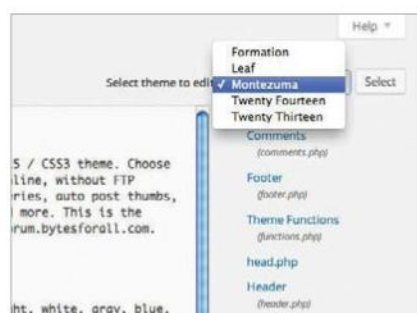 Help
Formation
Leaf
Select theme to edi ✓ Montezuma Select
Twenty Fourteen
Twenty Thirteen
Comments
(comments.php)
5 / CSS3 theme. Choose
line, without FTP
Footer
ries, auto post thumbs,
(footer.php)
more. This is the
rum.bytesforall.com.
Theme Functions
(functions.php)
head.php
Header
(header.php)
ht, white, gray, blue,